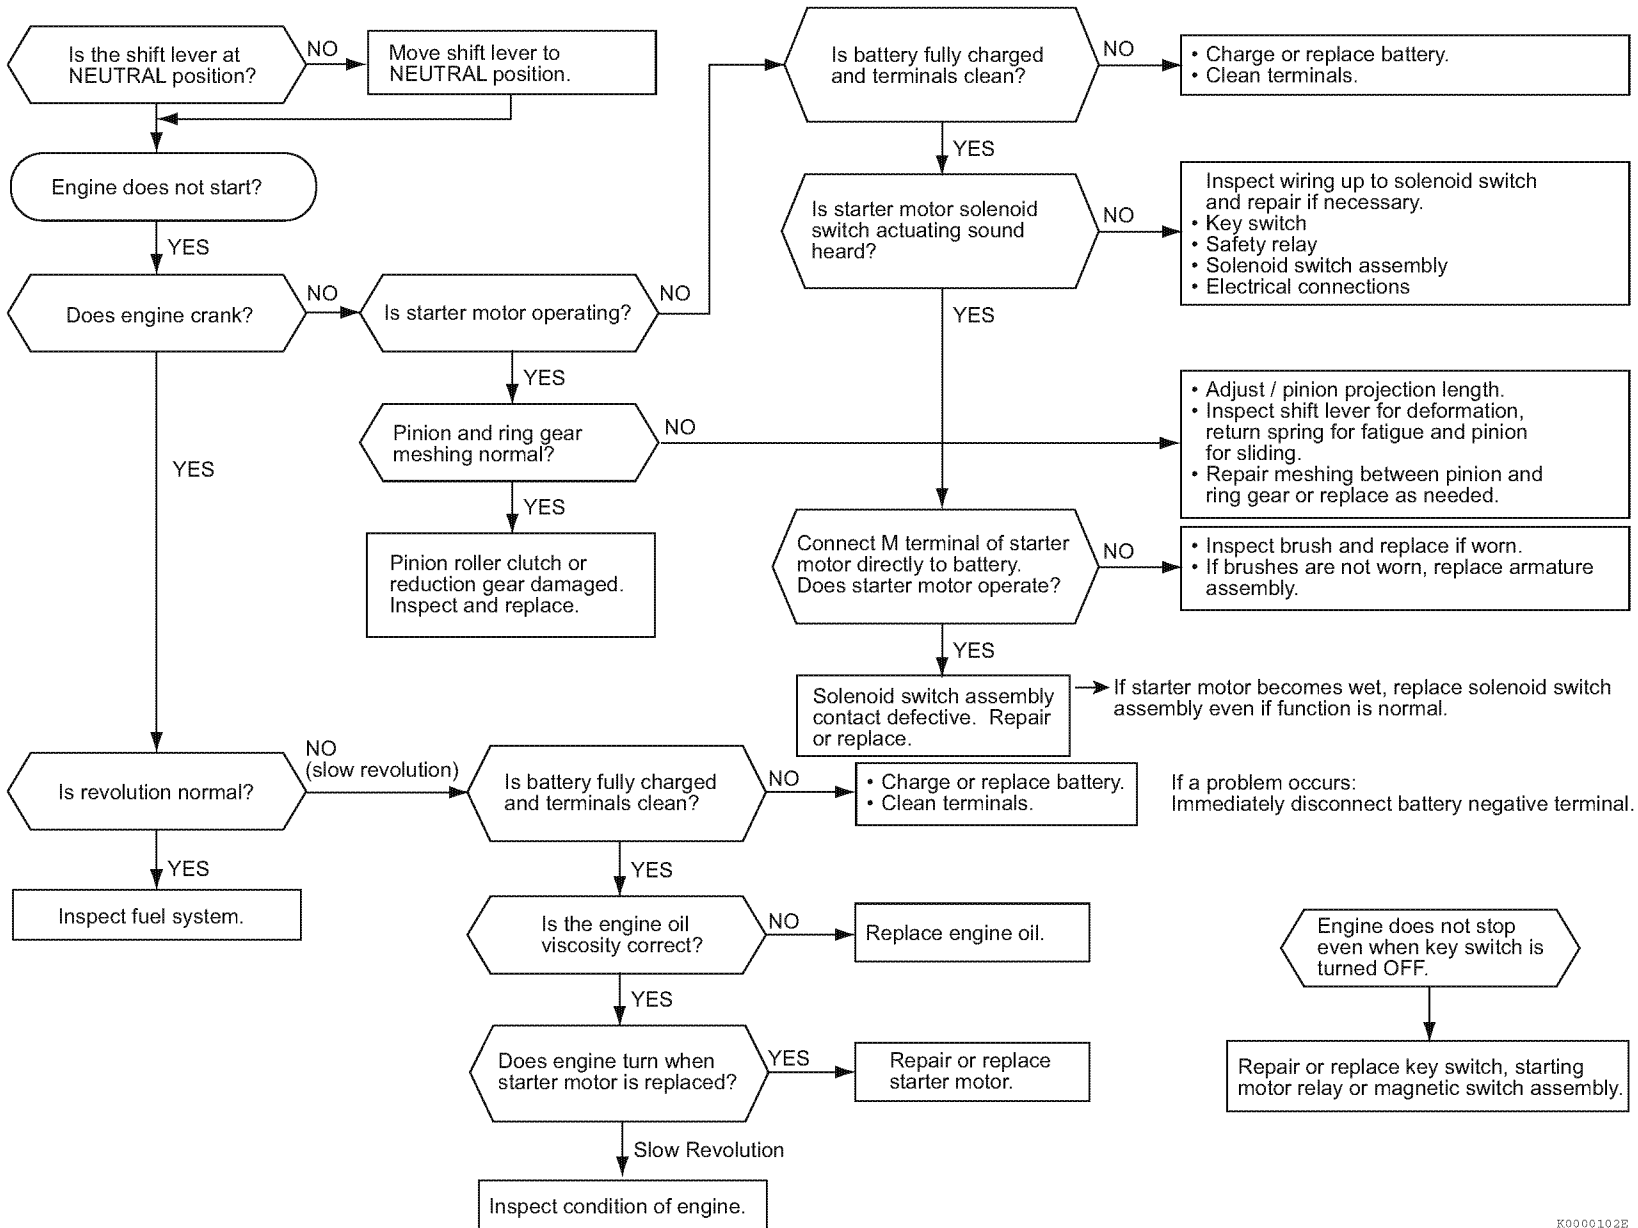 Is the shift lever at
NEUTRAL position?
NO
Move shift lever to
NEUTRAL position.
Engine does not start?
YES
Does engine crank?
NO
Is starter motor operating?
NO
YES
Pinion and ring gear
meshing normal?
NO
YES
Pinion roller clutch or
reduction gear damaged.
Inspect and replace.
YES
Is battery fully charged
and terminals clean?
NO
• Charge or replace battery.
• Clean terminals.
YES
Is starter motor solenoid
switch actuating sound
heard?
NO
Inspect wiring up to solenoid switch
and repair if necessary.
• Key switch
• Safety relay
• Solenoid switch assembly
• Electrical connections
YES
• Adjust / pinion projection length.
• Inspect shift lever for deformation,
return spring for fatigue and pinion
for sliding.
• Repair meshing between pinion and
ring gear or replace as needed.
Connect M terminal of starter
motor directly to battery.
Does starter motor operate?
NO
• Inspect brush and replace if worn.
• If brushes are not worn, replace armature
assembly.
YES
Solenoid switch assembly
contact defective. Repair
or replace.
If starter motor becomes wet, replace solenoid switch
assembly even if function is normal.
Is revolution normal?
NO
(slow revolution)
YES
Inspect fuel system.
Is battery fully charged
and terminals clean?
NO
• Charge or replace battery.
• Clean terminals.
If a problem occurs:
Immediately disconnect battery negative terminal.
YES
Is the engine oil
viscosity correct?
NO
Replace engine oil.
YES
Does engine turn when
starter motor is replaced?
YES
Repair or replace
starter motor.
Slow Revolution
Inspect condition of engine.
Engine does not stop
even when key switch is
turned OFF.
Repair or replace key switch, starting
motor relay or magnetic switch assembly.
K0000102E